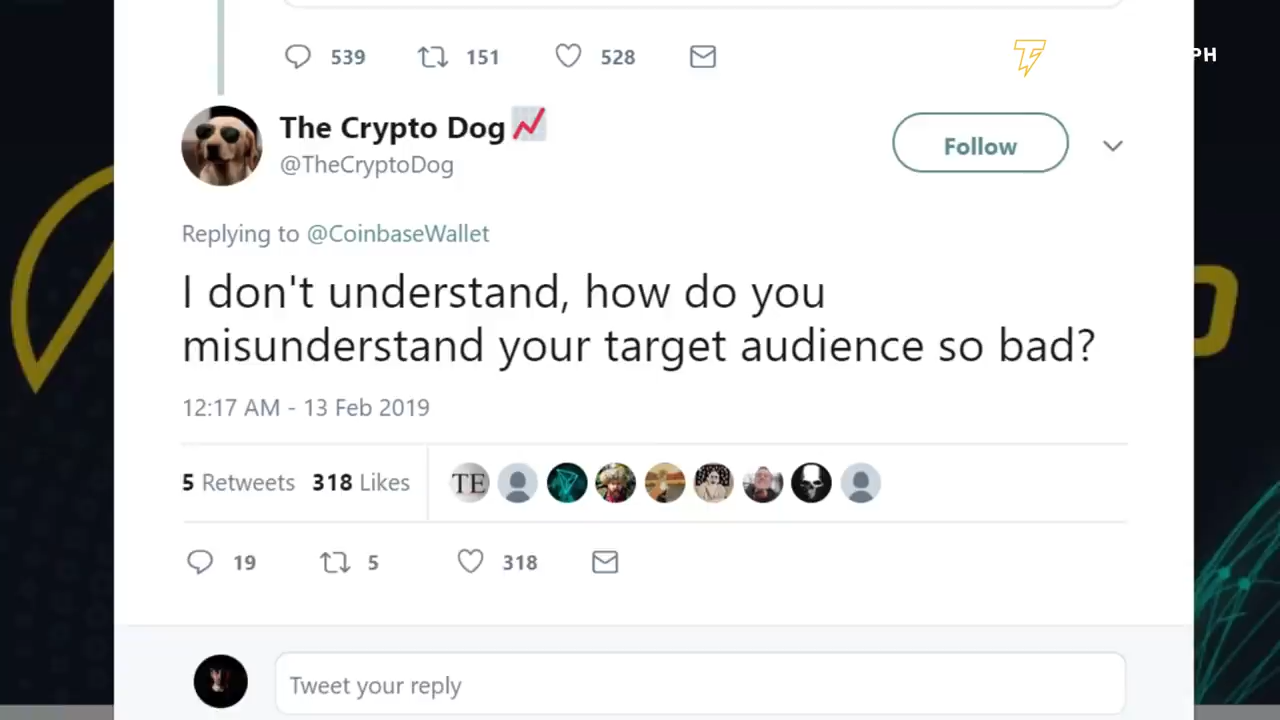 539 151 528
PH
The Crypto Dog
@TheCryptoDog
Follow
Replying to @CoinbaseWallet
I don't understand, how do you
misunderstand your target audience so bad?
12:17 AM - 13 Feb 2019
5 Retweets 318 Likes
TE
19 5 318
Tweet your reply